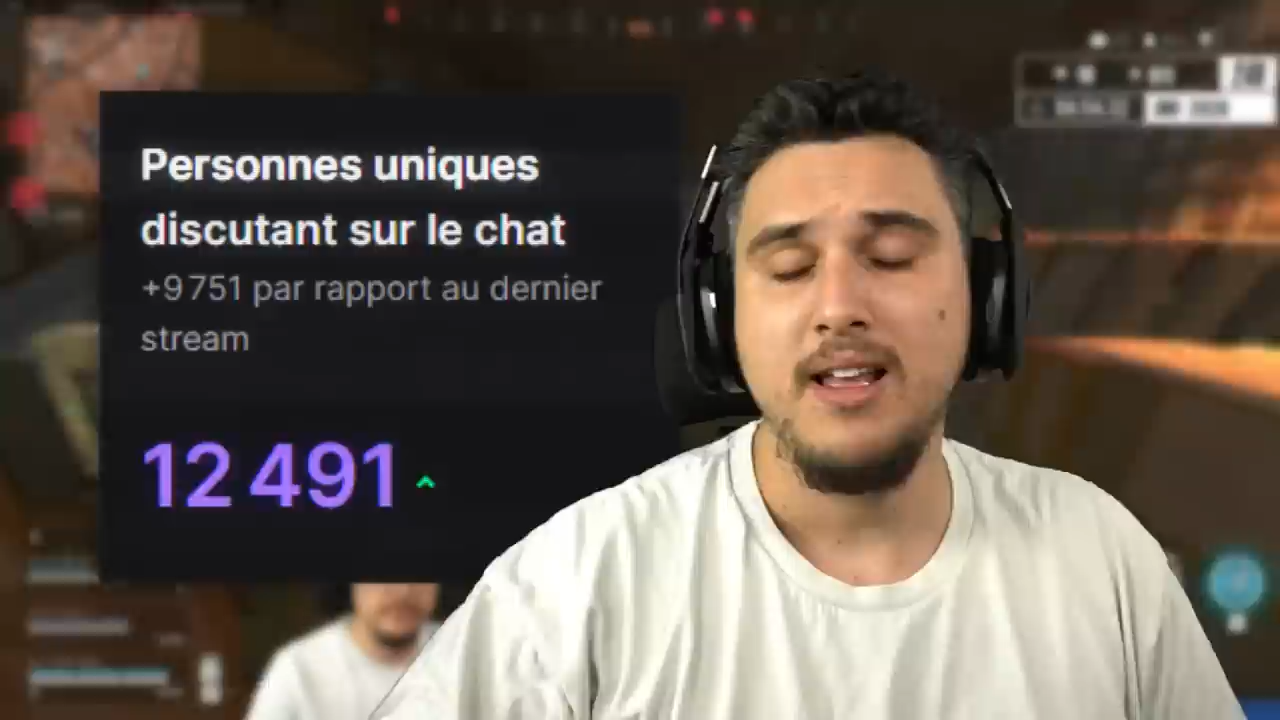 Personnes uniques
discutant sur le chat
+9 751 par rapport au dernier
stream
12 491